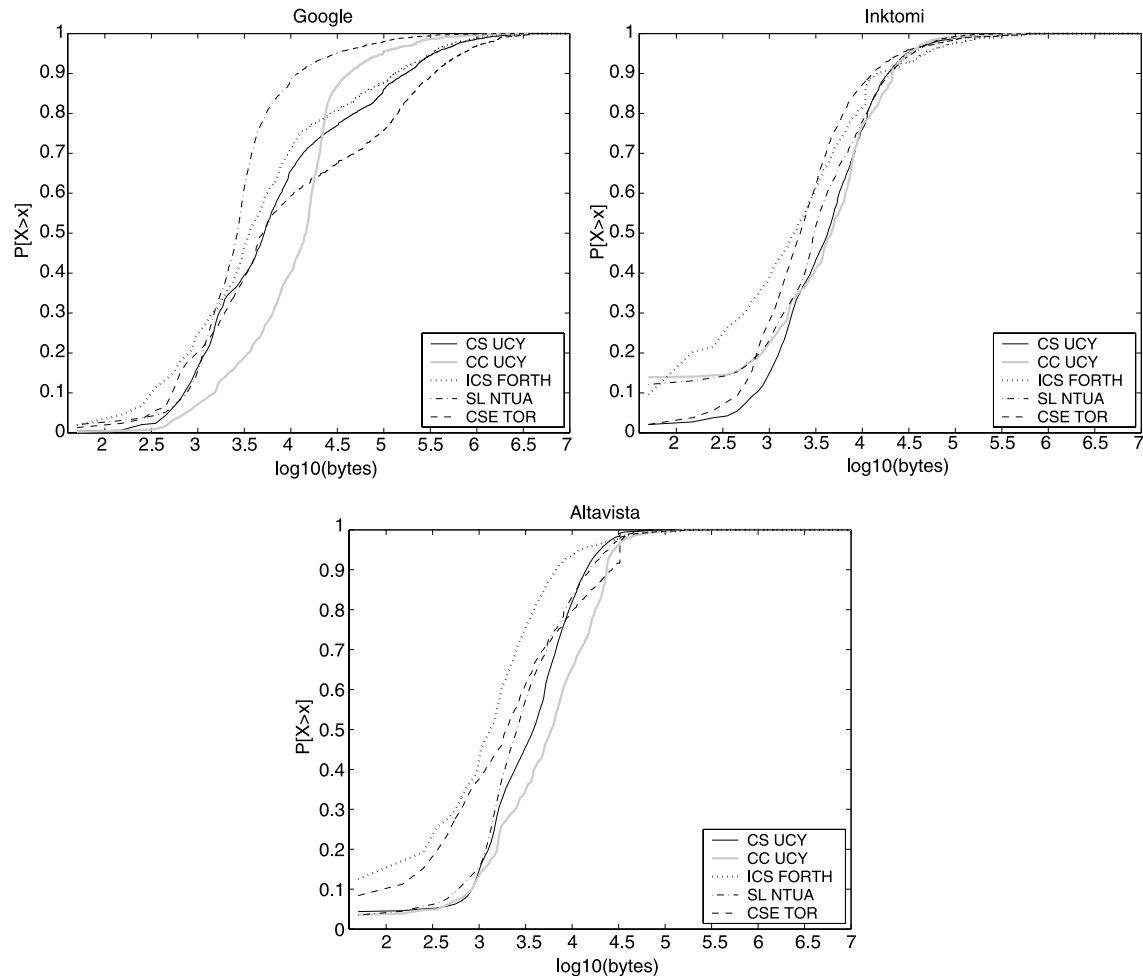 Google
1
0.9
0.8
0.7
0.6
0.5
0.4
0.3
0.2
0.1
0
P[X>x]
2 2.5 3 3.5 4 4.5 5 5.5 6 6.5 7
log10(bytes)
CS UCY
CC UCY
ICS FORTH
SL NTUA
CSE TOR
Inktomi
1
0.9
0.8
0.7
0.6
0.5
0.4
0.3
0.2
0.1
0
P[X>x]
2 2.5 3 3.5 4 4.5 5 5.5 6 6.5 7
log10(bytes)
CS UCY
CC UCY
ICS FORTH
SL NTUA
CSE TOR
Altavista
1
0.9
0.8
0.7
0.6
0.5
0.4
0.3
0.2
0.1
0
P[X>x]
2 2.5 3 3.5 4 4.5 5 5.5 6 6.5 7
log10(bytes)
CS UCY
CC UCY
ICS FORTH
SL NTUA
CSE TOR